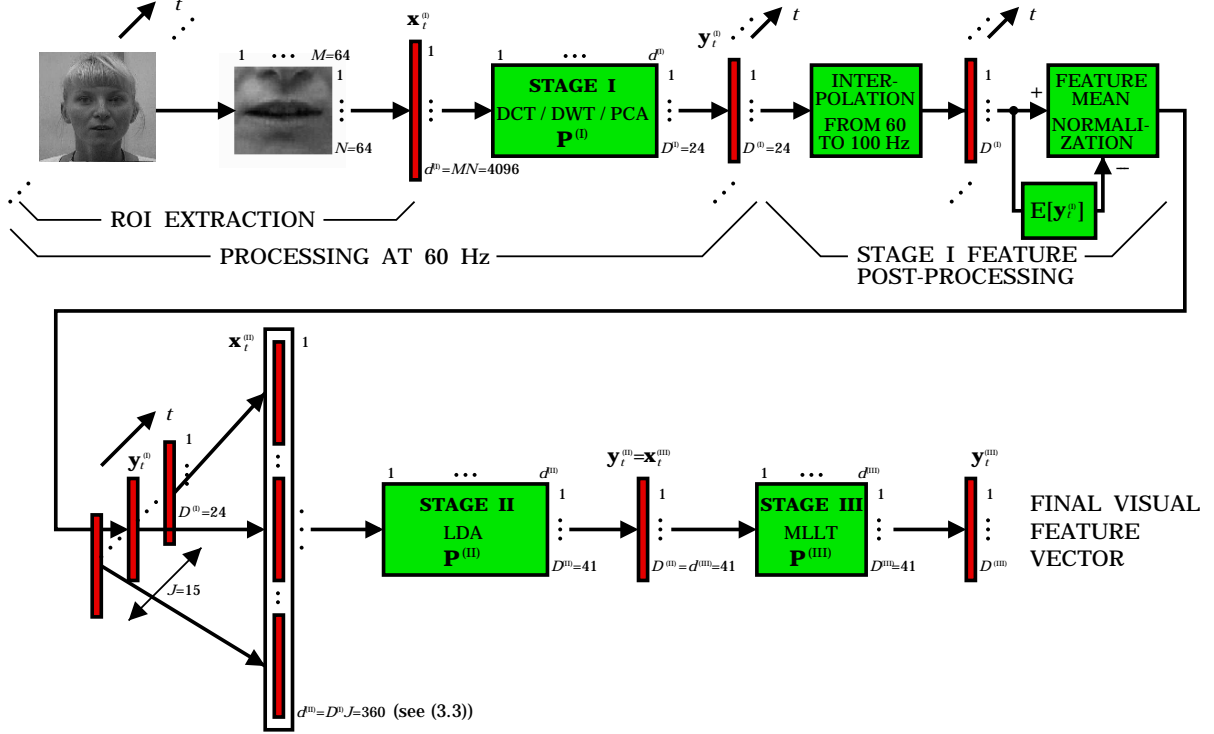 t
x_t^(I)
y_t^(I)
t
t
1 ... M=64
1
N=64
1
d^(I)=MN=4096
1 ... d^(I)
STAGE I
DCT / DWT / PCA
P^(I)
1
D^(I)=24
1
D^(I)=24
INTER-
POLATION
FROM 60
TO 100 Hz
1
D^(I)
+
FEATURE
MEAN
NORMALI-
ZATION
−
E[y_t^(I)]
ROI EXTRACTION
PROCESSING AT 60 Hz
STAGE I FEATURE
POST-PROCESSING
x_t^(II)
1
t
1
y_t^(I)
D^(I)=24
J=15
d^(II)=D^(I)J=360 (see (3.3))
1 ... d^(II)
STAGE II
LDA
P^(II)
1
D^(II)=41
y_t^(II)=x_t^(III)
1
D^(II)=d^(III)=41
1 ... d^(III)
STAGE III
MLLT
P^(III)
1
D^(III)=41
y_t^(III)
1
D^(III)
FINAL VISUAL
FEATURE
VECTOR